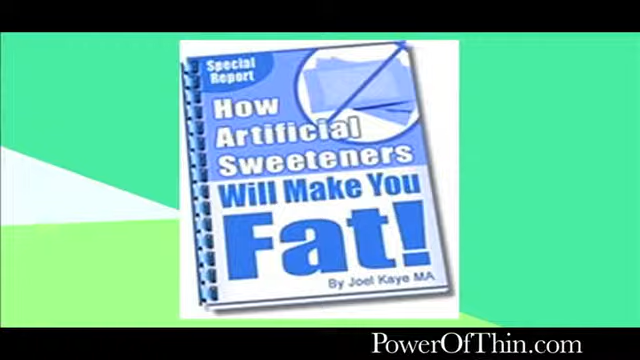 Special
Report
How
Artificial
Sweeteners
Will Make You
Fat!
By Joel Kaye MA
PowerOfThin.com